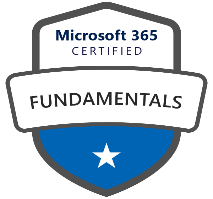 Microsoft 365
CERTIFIED
FUNDAMENTALS